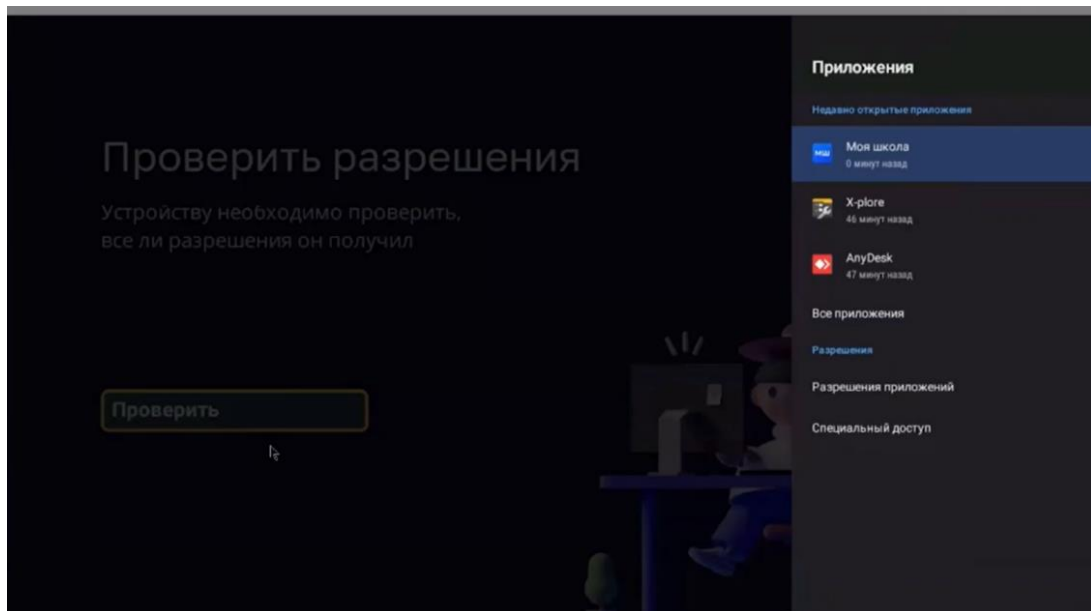 Проверить разрешения
Устройству необходимо проверить,
все ли разрешения он получил
Проверить
Приложения
Недавно открытые приложения
МШ
Моя школа
0 минут назад
X-plore
46 минут назад
AnyDesk
47 минут назад
Все приложения
Разрешения
Разрешения приложений
Специальный доступ